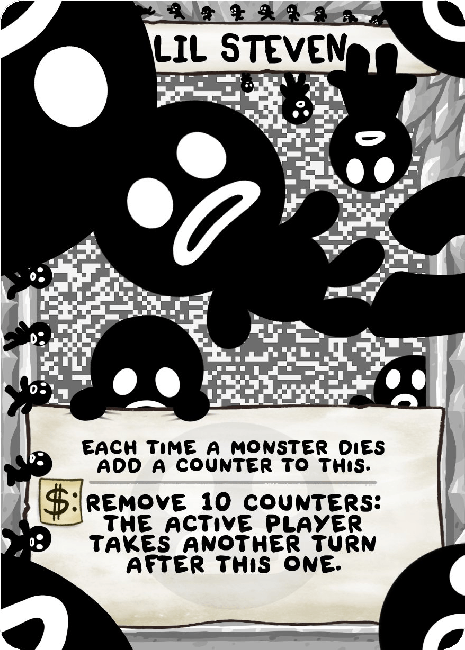 LIL STEVEN
EACH TIME A MONSTER DIES
ADD A COUNTER TO THIS.
$: REMOVE 10 COUNTERS:
THE ACTIVE PLAYER
TAKES ANOTHER TURN
AFTER THIS ONE.